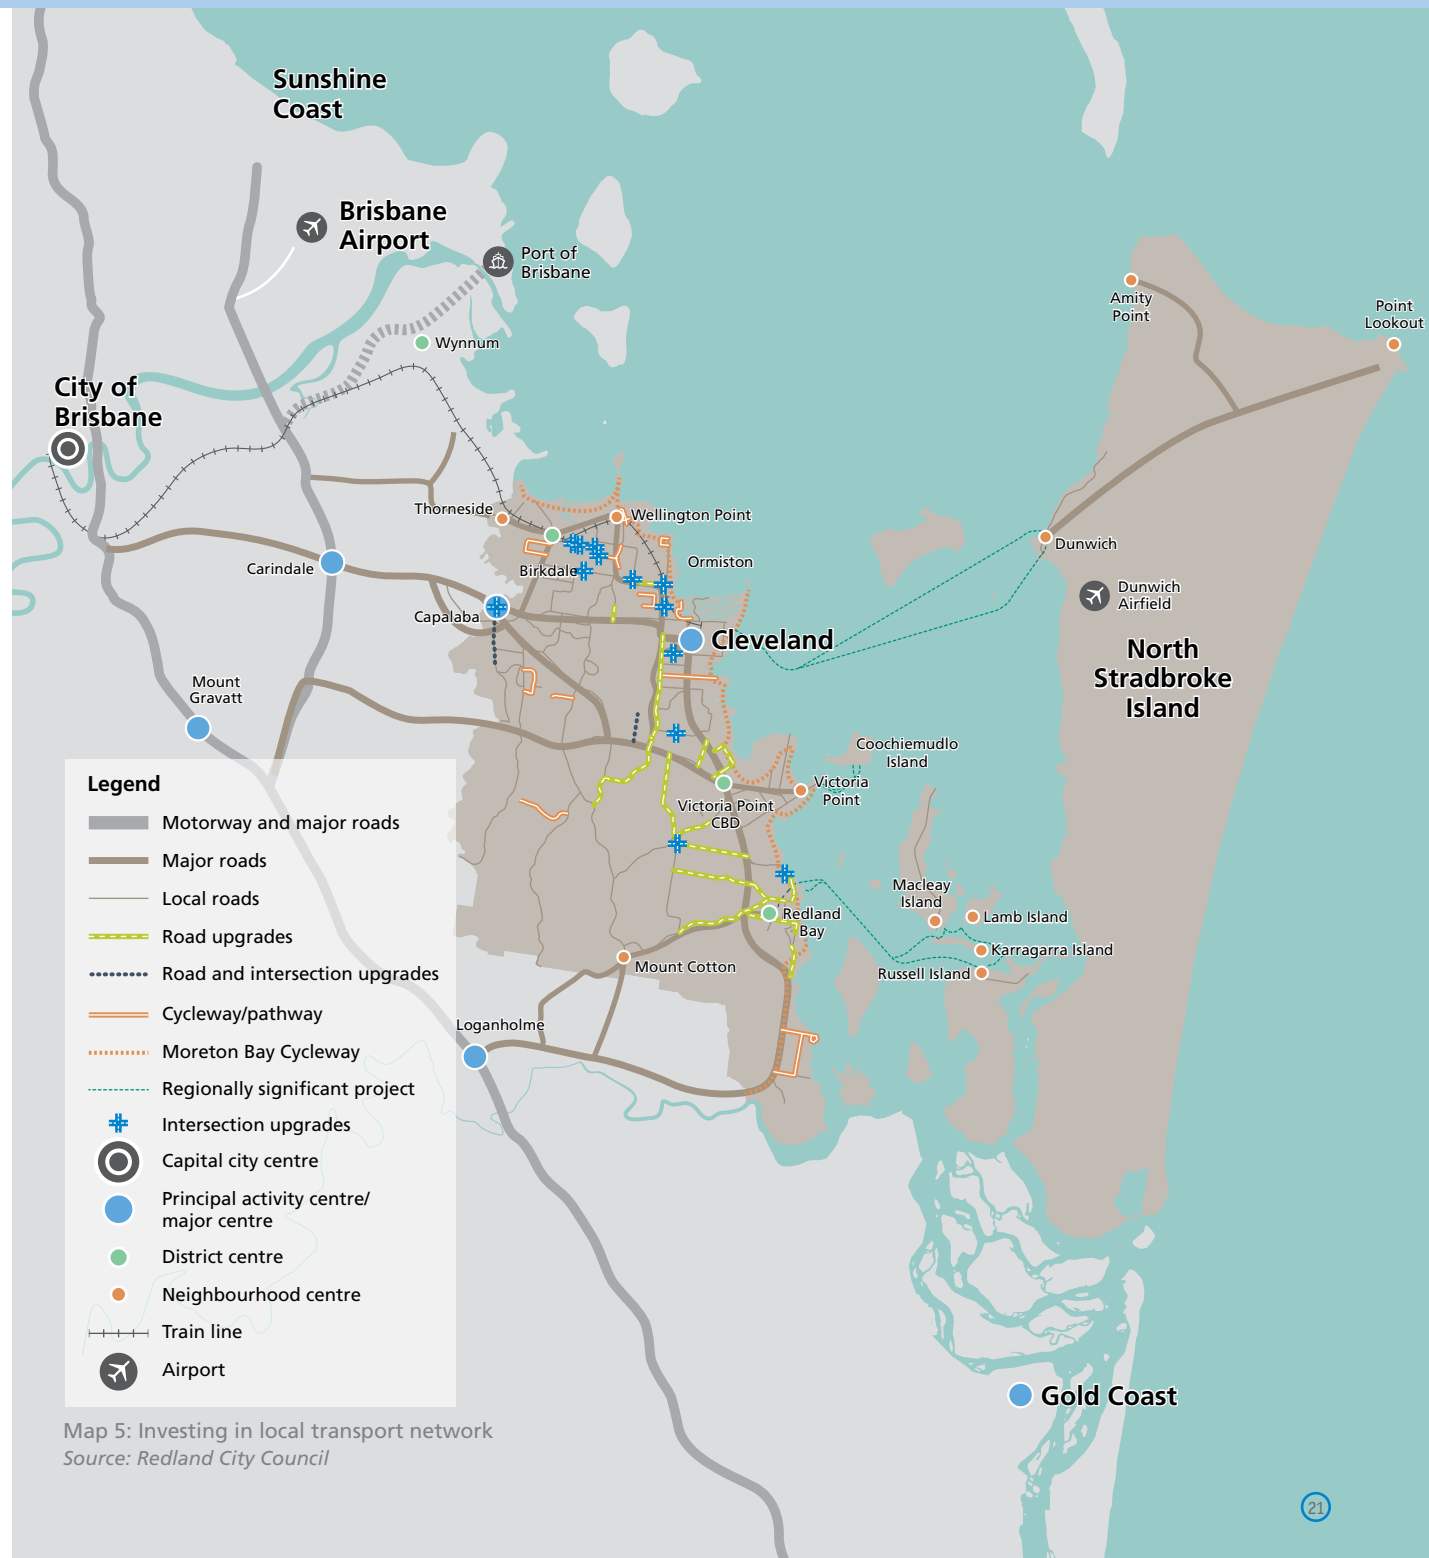 Sunshine
Coast
Brisbane
Airport
Port of
Brisbane
Amity
Point
Point
Lookout
Wynnum
City of
Brisbane
Thorneside
Wellington Point
Dunwich
Carindale
Birkdale
Ormiston
Dunwich
Airfield
Capalaba
Cleveland
North
Stradbroke
Island
Mount
Gravatt
Coochiemudlo
Island
Victoria
Point
Victoria Point
CBD
Macleay
Island
Lamb Island
Redland
Bay
Karragarra Island
Mount Cotton
Russell Island
Loganholme
Gold Coast
Legend
Motorway and major roads
Major roads
Local roads
Road upgrades
Road and intersection upgrades
Cycleway/pathway
Moreton Bay Cycleway
Regionally significant project
Intersection upgrades
Capital city centre
Principal activity centre/
major centre
District centre
Neighbourhood centre
Train line
Airport
Map 5: Investing in local transport network
Source: Redland City Council
21